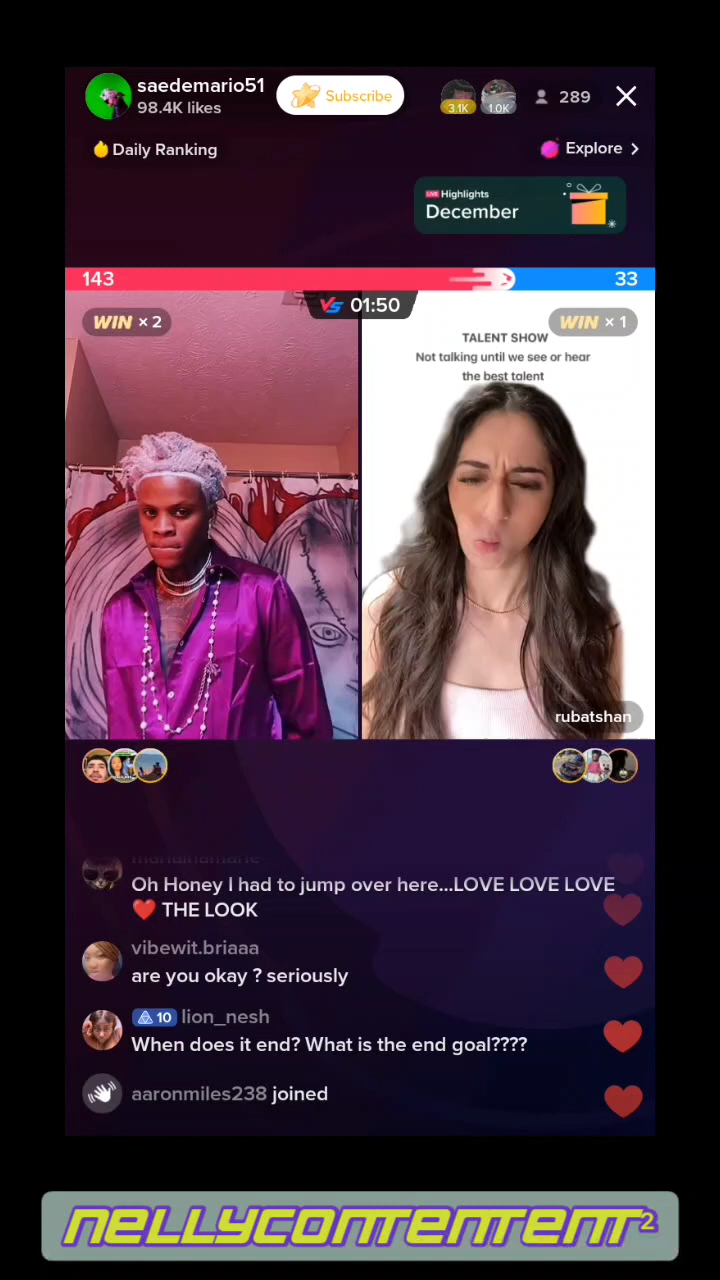 saedemario51
98.4K likes
Subscribe
3.1K
1.0K
289
Daily Ranking
Explore
LIVE Highlights
December
143
33
VS 01:50
WIN × 2
WIN × 1
TALENT SHOW
Not talking until we see or hear
the best talent
rubatshan
Oh Honey I had to jump over here...LOVE LOVE LOVE
❤️ THE LOOK
vibewit.briaaa
are you okay ? seriously
10 lion_nesh
When does it end? What is the end goal????
aaronmiles238 joined
NELLYCONTENTENT²